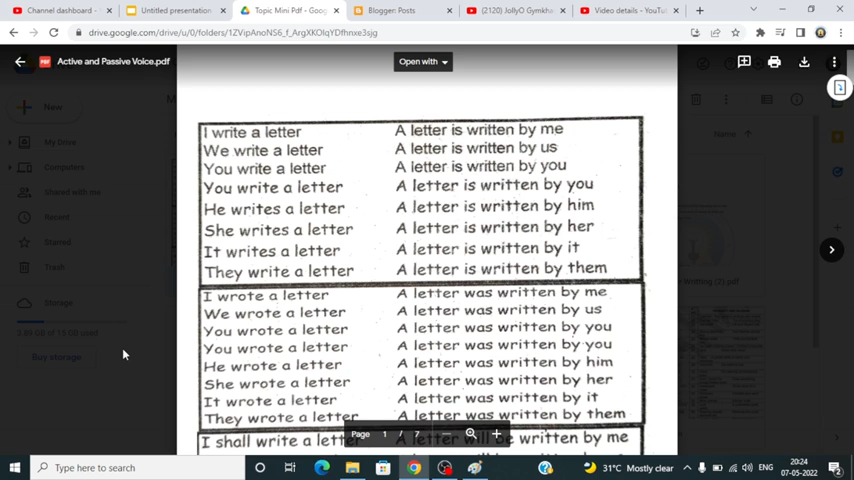 Channel dashboard -
Untitled presentation
Topic Mini Pdf - Goog
Blogger: Posts
(2120) JollyO Gymkha
Video details - YouTu
drive.google.com/drive/u/0/folders/1ZVipAnoNS6_f_ArgXKOlqYDfhnxe3sjg
PDF Active and Passive Voice.pdf
Open with
New
My Drive
Computers
Shared with me
Recent
Starred
Trash
Storage
Buy storage
Name
I write a letter A letter is written by me
We write a letter A letter is written by us
You write a letter A letter is written by you
You write a letter A letter is written by you
He writes a letter A letter is written by him
She writes a letter A letter is written by her
It writes a letter A letter is written by it
They write a letter A letter is written by them
I wrote a letter A letter was written by me
We wrote a letter A letter was written by us
You wrote a letter A letter was written by you
You wrote a letter A letter was written by you
He wrote a letter A letter was written by him
She wrote a letter A letter was written by her
It wrote a letter A letter was written by it
They wrote a letter A letter was written by them
I shall write a letter A letter will be written by me
Page 1 / 7
Type here to search
31°C Mostly clear
ENG
20:24
07-05-2022
2